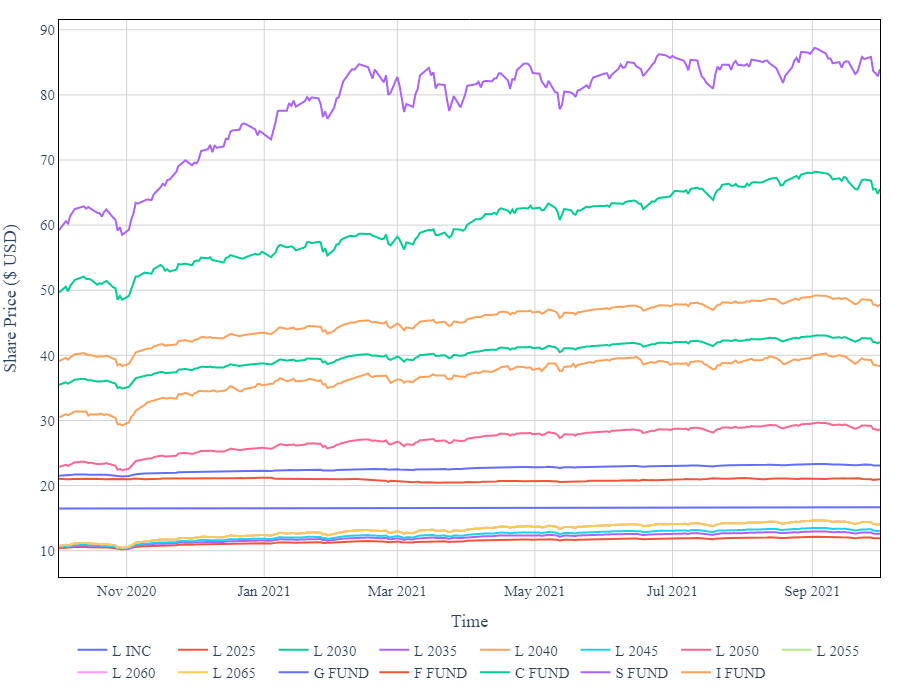 90
80
70
60
50
40
30
20
10
Share Price ($ USD)
Nov 2020 Jan 2021 Mar 2021 May 2021 Jul 2021 Sep 2021
Time
L INC L 2025 L 2030 L 2035 L 2040 L 2045 L 2050 L 2055
L 2060 L 2065 G FUND F FUND C FUND S FUND I FUND